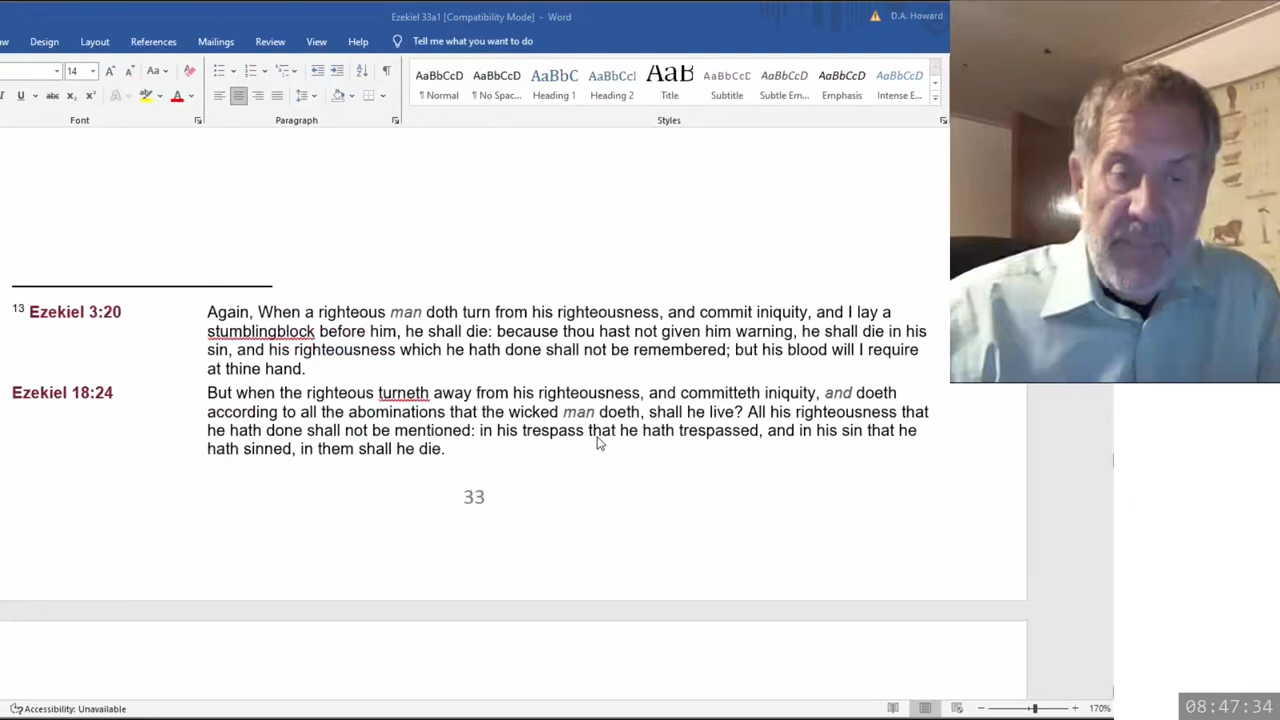 Ezekiel 33a1 [Compatibility Mode] - Word
D.A. Howard
Design Layout References Mailings Review View Help Tell me what you want to do
14
Aa
AaBbCcD AaBbCcD AaBbC AaBbCcI AaB AaBbCcD AaBbCcD AaBbCcD AaBbCcD
¶ Normal ¶ No Spac... Heading 1 Heading 2 Title Subtitle Subtle Em... Emphasis Intense E...
Font Paragraph Styles
13 Ezekiel 3:20 Again, When a righteous man doth turn from his righteousness, and commit iniquity, and I lay a
stumblingblock before him, he shall die: because thou hast not given him warning, he shall die in his
sin, and his righteousness which he hath done shall not be remembered; but his blood will I require
at thine hand.
Ezekiel 18:24 But when the righteous turneth away from his righteousness, and committeth iniquity, and doeth
according to all the abominations that the wicked man doeth, shall he live? All his righteousness that
he hath done shall not be mentioned: in his trespass that he hath trespassed, and in his sin that he
hath sinned, in them shall he die.
33
Accessibility: Unavailable
170%
08:47:34